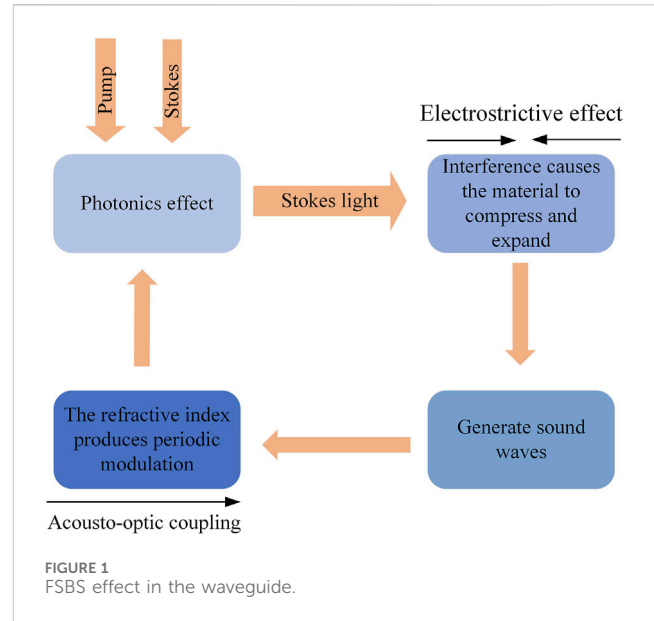 Pump
Stokes
Electrostrictive effect
Photonics effect
Stokes light
Interference causes
the material to
compress and
expand
The refractive index
produces periodic
modulation
Generate sound
waves
Acousto-optic coupling
FIGURE 1
FSBS effect in the waveguide.